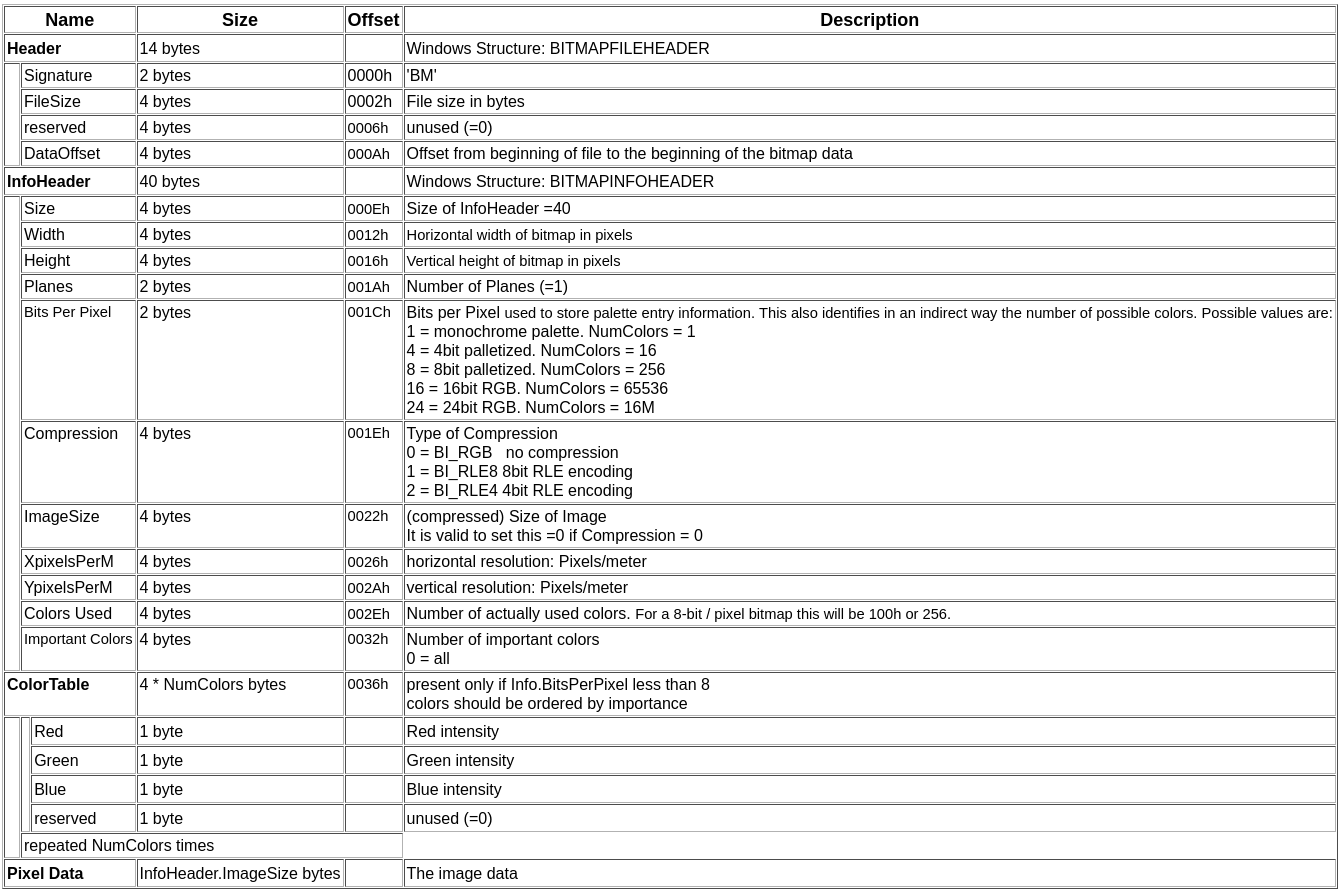 Name Size Offset Description
Header 14 bytes Windows Structure: BITMAPFILEHEADER
Signature 2 bytes 0000h 'BM'
FileSize 4 bytes 0002h File size in bytes
reserved 4 bytes 0006h unused (=0)
DataOffset 4 bytes 000Ah Offset from beginning of file to the beginning of the bitmap data
InfoHeader 40 bytes Windows Structure: BITMAPINFOHEADER
Size 4 bytes 000Eh Size of InfoHeader =40
Width 4 bytes 0012h Horizontal width of bitmap in pixels
Height 4 bytes 0016h Vertical height of bitmap in pixels
Planes 2 bytes 001Ah Number of Planes (=1)
Bits Per Pixel 2 bytes 001Ch Bits per Pixel used to store palette entry information. This also identifies in an indirect way the number of possible colors. Possible values are:
1 = monochrome palette. NumColors = 1
4 = 4bit palletized. NumColors = 16
8 = 8bit palletized. NumColors = 256
16 = 16bit RGB. NumColors = 65536
24 = 24bit RGB. NumColors = 16M
Compression 4 bytes 001Eh Type of Compression
0 = BI_RGB   no compression
1 = BI_RLE8 8bit RLE encoding
2 = BI_RLE4 4bit RLE encoding
ImageSize 4 bytes 0022h (compressed) Size of Image
It is valid to set this =0 if Compression = 0
XpixelsPerM 4 bytes 0026h horizontal resolution: Pixels/meter
YpixelsPerM 4 bytes 002Ah vertical resolution: Pixels/meter
Colors Used 4 bytes 002Eh Number of actually used colors. For a 8-bit / pixel bitmap this will be 100h or 256.
Important Colors 4 bytes 0032h Number of important colors
0 = all
ColorTable 4 * NumColors bytes 0036h present only if Info.BitsPerPixel less than 8
colors should be ordered by importance
Red 1 byte Red intensity
Green 1 byte Green intensity
Blue 1 byte Blue intensity
reserved 1 byte unused (=0)
repeated NumColors times
Pixel Data InfoHeader.ImageSize bytes The image data